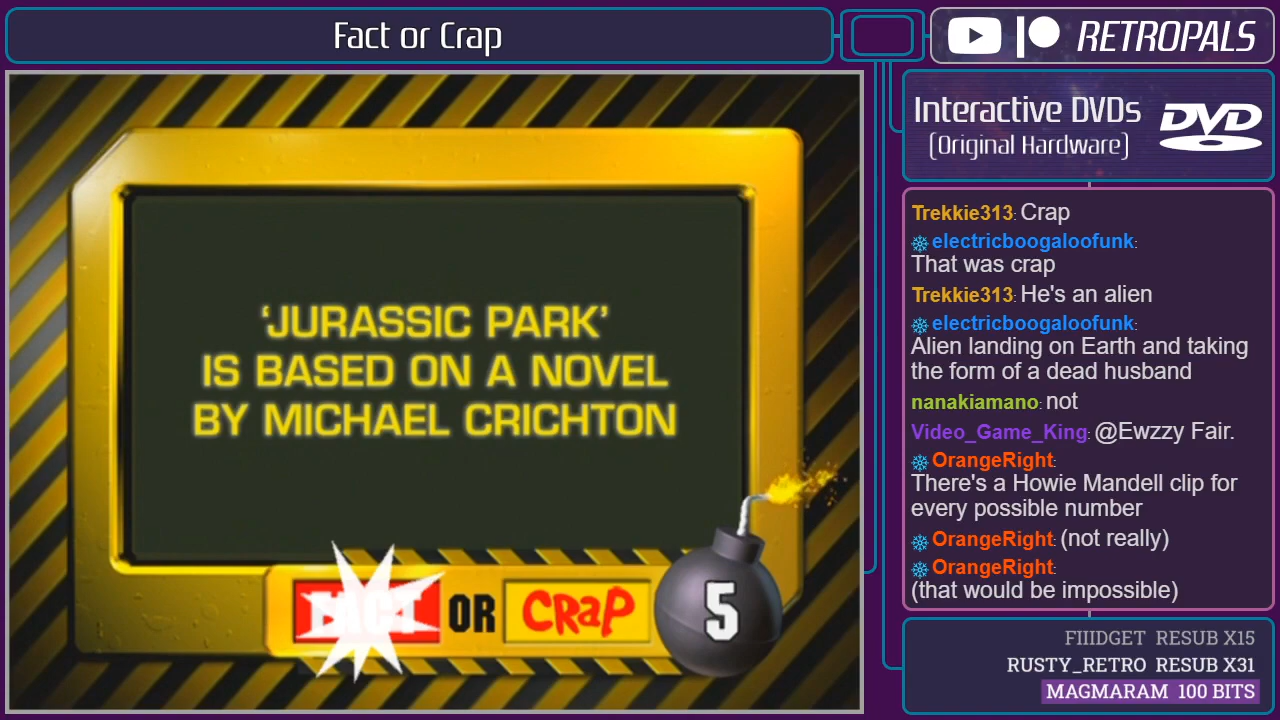 Fact or Crap
RETROPALS
Interactive DVDs
(Original Hardware)
DVD
‘JURASSIC PARK’
IS BASED ON A NOVEL
BY MICHAEL CRICHTON
FACT OR CRaP
5
Trekkie313: Crap
electricboogaloofunk:
That was crap
Trekkie313: He's an alien
electricboogaloofunk:
Alien landing on Earth and taking
the form of a dead husband
nanakiamano: not
Video_Game_King: @Ewzzy Fair.
OrangeRight:
There's a Howie Mandell clip for
every possible number
OrangeRight: (not really)
OrangeRight:
(that would be impossible)
FIIIDGET RESUB X15
RUSTY_RETRO RESUB X31
MAGMARAM 100 BITS